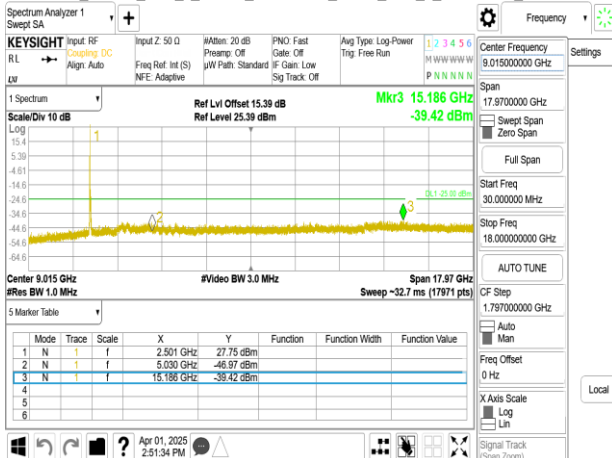 Spectrum Analyzer 1
Swept SA
+
Frequency
KEYSIGHT
RL
Input: RF
Coupling: DC
Align: Auto
Input Z: 50 Ω
Freq Ref: Int (S)
NFE: Adaptive
#Atten: 20 dB
Preamp: Off
µW Path: Standard
PNO: Fast
Gate: Off
IF Gain: Low
Sig Track: Off
Avg Type: Log-Power
Trig: Free Run
1 2 3 4 5 6
M W W W W W
P N N N N N
1 Spectrum
Scale/Div 10 dB
Ref Lvl Offset 15.39 dB
Ref Level 25.39 dBm
Mkr3 15.186 GHz
-39.42 dBm
Log
15.4
5.39
-4.61
-14.6
-24.6
-34.6
-44.6
-54.6
-64.6
1
2
3
DL1 -25.00 dBm
Center 9.015 GHz
#Res BW 1.0 MHz
#Video BW 3.0 MHz
Span 17.97 GHz
Sweep ~32.7 ms (17971 pts)
5 Marker Table
Mode Trace Scale X Y Function Function Width Function Value
1 N 1 f 2.501 GHz 27.75 dBm
2 N 1 f 5.030 GHz -46.97 dBm
3 N 1 f 15.186 GHz -39.42 dBm
4
5
6
Apr 01, 2025
2:51:34 PM
?
Center Frequency
9.015000000 GHz
Settings
Span
17.9700000 GHz
Swept Span
Zero Span
Full Span
Start Freq
30.000000 MHz
Stop Freq
18.000000000 GHz
AUTO TUNE
CF Step
1.797000000 GHz
Auto
Man
Freq Offset
0 Hz
X Axis Scale
Log
Lin
Local
Signal Track
(Span Zoom)